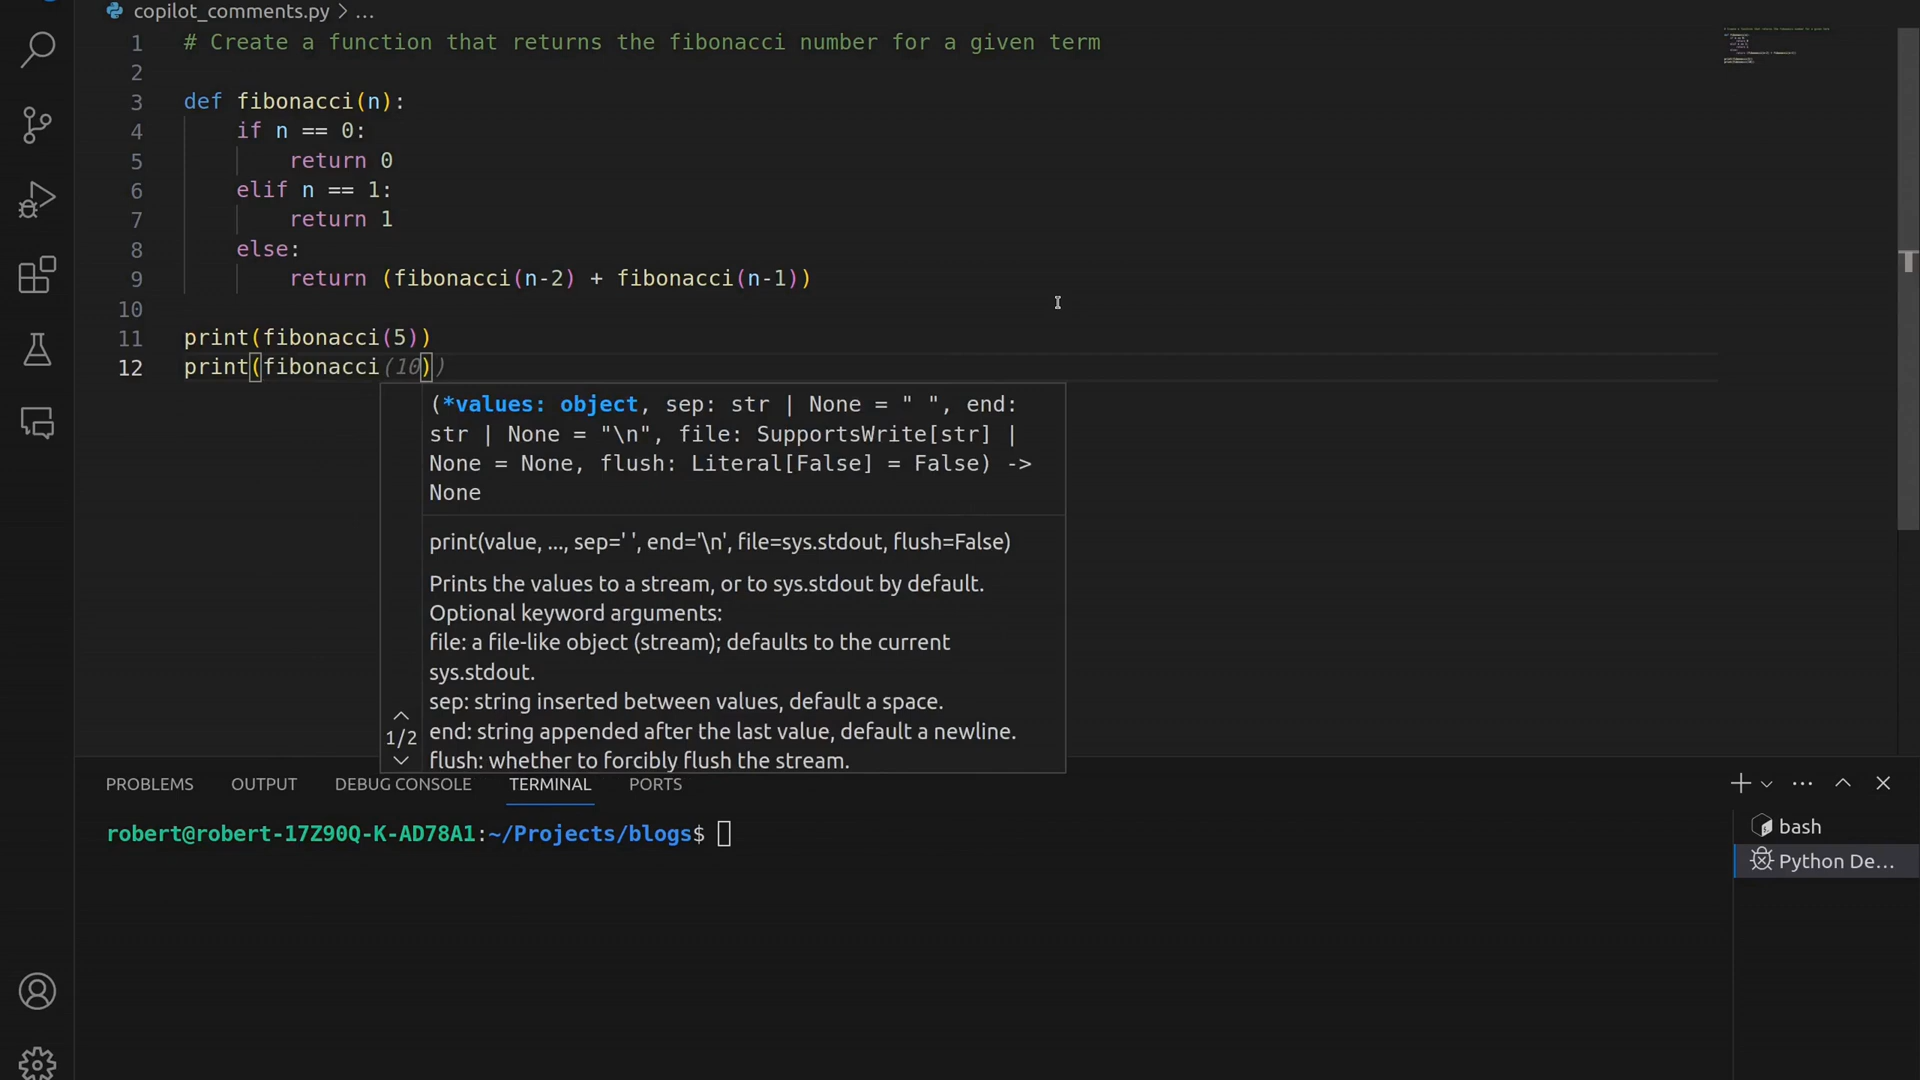 copilot_comments.py > ...
1 # Create a function that returns the fibonacci number for a given term
2
3 def fibonacci(n):
4     if n == 0:
5         return 0
6     elif n == 1:
7         return 1
8     else:
9         return (fibonacci(n-2) + fibonacci(n-1))
10
11 print(fibonacci(5))
12 print(fibonacci(10))
(*values: object, sep: str | None = " ", end:
str | None = "\n", file: SupportsWrite[str] |
None = None, flush: Literal[False] = False) ->
None
print(value, ..., sep=' ', end='\n', file=sys.stdout, flush=False)
Prints the values to a stream, or to sys.stdout by default.
Optional keyword arguments:
file: a file-like object (stream); defaults to the current
sys.stdout.
sep: string inserted between values, default a space.
1/2
end: string appended after the last value, default a newline.
flush: whether to forcibly flush the stream.
PROBLEMS OUTPUT DEBUG CONSOLE TERMINAL PORTS
robert@robert-17Z90Q-K-AD78A1:~/Projects/blogs$
bash
Python De...